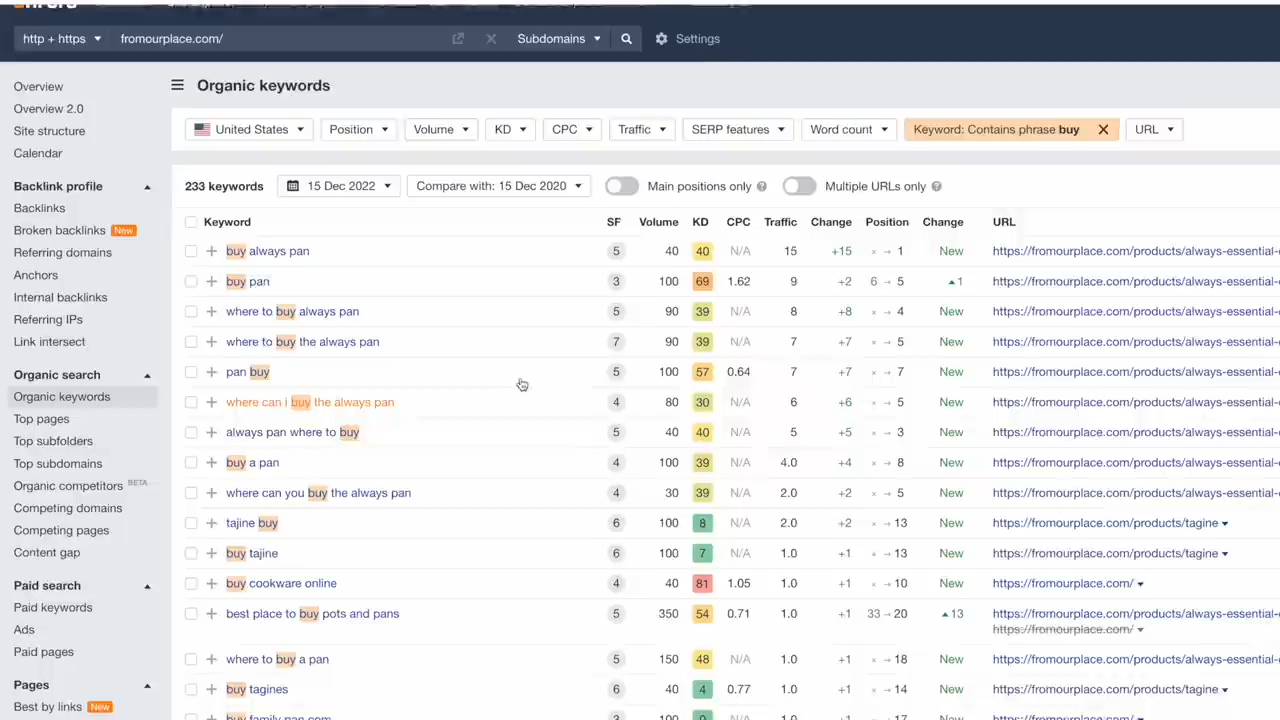 http + https fromourplace.com/ Subdomains Settings
Overview
Overview 2.0
Site structure
Calendar
Backlink profile
Backlinks
Broken backlinks New
Referring domains
Anchors
Internal backlinks
Referring IPs
Link intersect
Organic search
Organic keywords
Top pages
Top subfolders
Top subdomains
Organic competitors BETA
Competing domains
Competing pages
Content gap
Paid search
Paid keywords
Ads
Paid pages
Pages
Best by links New
Organic keywords
United States Position Volume KD CPC Traffic SERP features Word count Keyword: Contains phrase buy URL
233 keywords 15 Dec 2022 Compare with: 15 Dec 2020 Main positions only Multiple URLs only
Keyword SF Volume KD CPC Traffic Change Position Change URL
buy always pan 5 40 40 N/A 15 +15 × → 1 New https://fromourplace.com/products/always-essential-
buy pan 3 100 69 1.62 9 +2 6 → 5 1 https://fromourplace.com/products/always-essential-
where to buy always pan 5 90 39 N/A 8 +8 × → 4 New https://fromourplace.com/products/always-essential-
where to buy the always pan 7 90 39 N/A 7 +7 × → 5 New https://fromourplace.com/products/always-essential-
pan buy 5 100 57 0.64 7 +7 × → 7 New https://fromourplace.com/products/always-essential-
where can i buy the always pan 4 80 30 N/A 6 +6 × → 5 New https://fromourplace.com/products/always-essential-
always pan where to buy 5 40 40 N/A 5 +5 × → 3 New https://fromourplace.com/products/always-essential-
buy a pan 4 100 39 N/A 4.0 +4 × → 8 New https://fromourplace.com/products/always-essential-
where can you buy the always pan 4 30 39 N/A 2.0 +2 × → 5 New https://fromourplace.com/products/always-essential-
tajine buy 6 100 8 N/A 2.0 +2 × → 13 New https://fromourplace.com/products/tagine
buy tajine 6 100 7 N/A 1.0 +1 × → 13 New https://fromourplace.com/products/tagine
buy cookware online 4 40 81 1.05 1.0 +1 × → 10 New https://fromourplace.com/
best place to buy pots and pans 5 350 54 0.71 1.0 +1 33 → 20 13 https://fromourplace.com/products/always-essential-
https://fromourplace.com/
where to buy a pan 5 150 48 N/A 1.0 +1 × → 18 New https://fromourplace.com/products/always-essential-
buy tagines 6 40 4 0.77 1.0 +1 × → 14 New https://fromourplace.com/products/tagine
buy family pan com